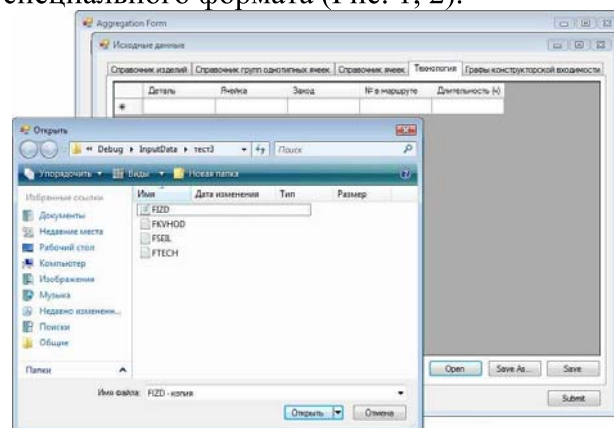 специального формата (Рис. 1, 2).
Aggregation Form
Исходные данные
Справочник изделий Справочник групп однотипных ячеек Справочник ячеек Технология Графы конструкторской входимости
Деталь Ячейка Заход № в маршруте Длительность (ч)
Открыть
« Debug InputData тест3 Поиск
Упорядочить Виды Новая папка
Избранные ссылки
Имя Дата изменения Тип Размер
Документы
Недавние места
Рабочий стол
Компьютер
Изображения
Музыка
Недавно изменени...
Поиски
Общие
FIZD
FKVHOD
FSEIL
FTECH
Папки
Имя файла: FIZD - копия
Открыть Отмена
Open Save As... Save
Submit